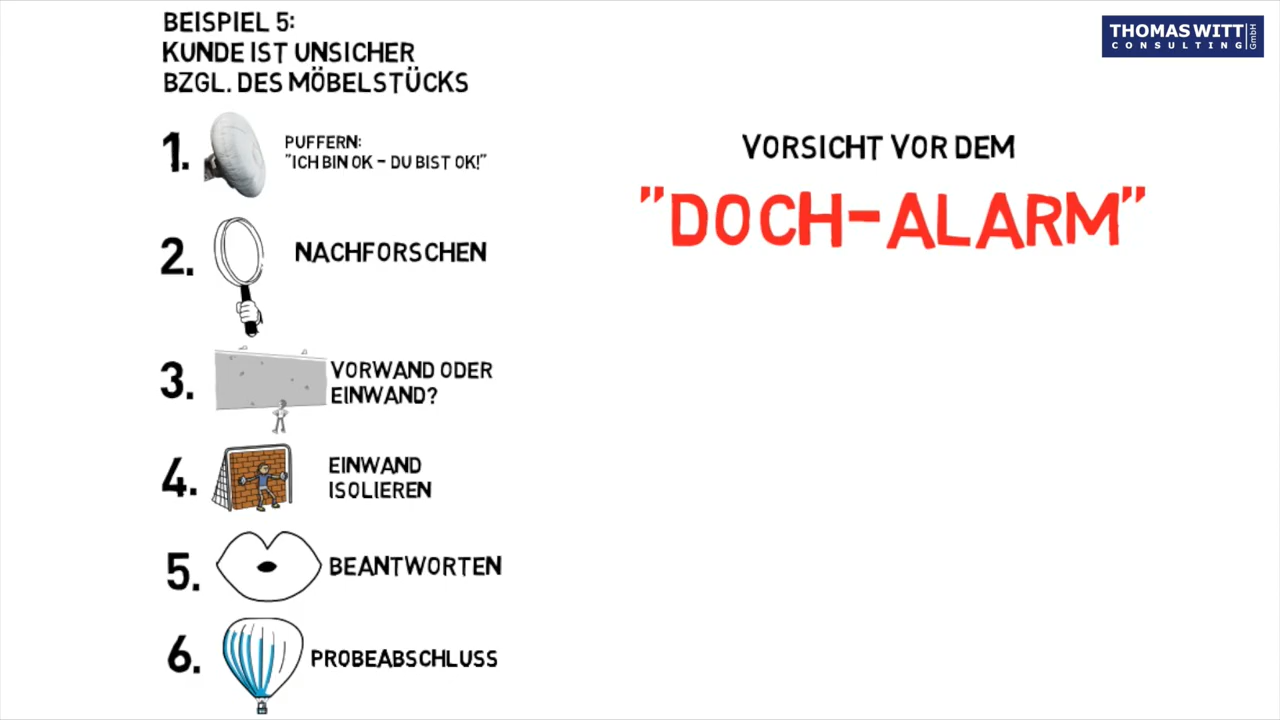 BEISPIEL 5:
KUNDE IST UNSICHER
BZGL. DES MÖBELSTÜCKS
1.
PUFFERN:
"ICH BIN OK - DU BIST OK!"
2.
NACHFORSCHEN
3.
VORWAND ODER
EINWAND?
4.
EINWAND
ISOLIEREN
5.
BEANTWORTEN
6.
PROBEABSCHLUSS
THOMAS WITT
CONSULTING
GmbH
VORSICHT VOR DEM
"DOCH-ALARM"